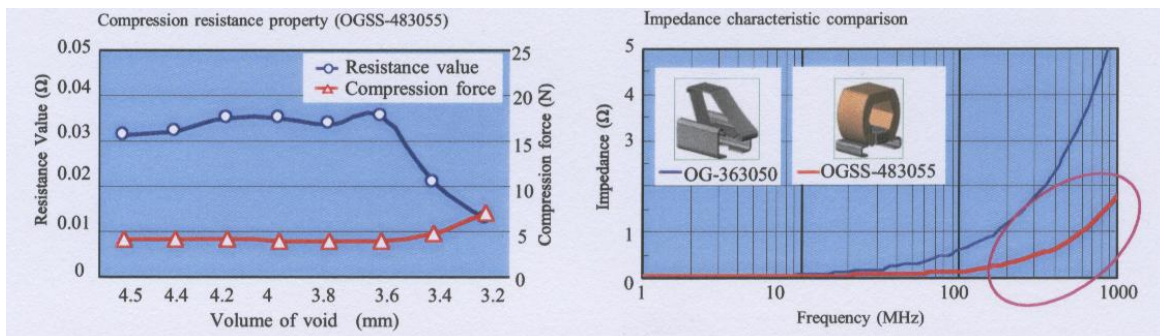 Compression resistance property (OGSS-483055)
0.05
0.04
0.03
0.02
0.01
0
Resistance Value (Ω)
Resistance value
Compression force
25
20
15
10
5
0
Compression force (N)
4.5 4.4 4.2 4 3.8 3.6 3.4 3.2
Volume of void (mm)
Impedance characteristic comparison
5
4
3
2
1
0
Impedance (Ω)
OG-363050
OGSS-483055
1 10 100 1000
Frequency (MHz)